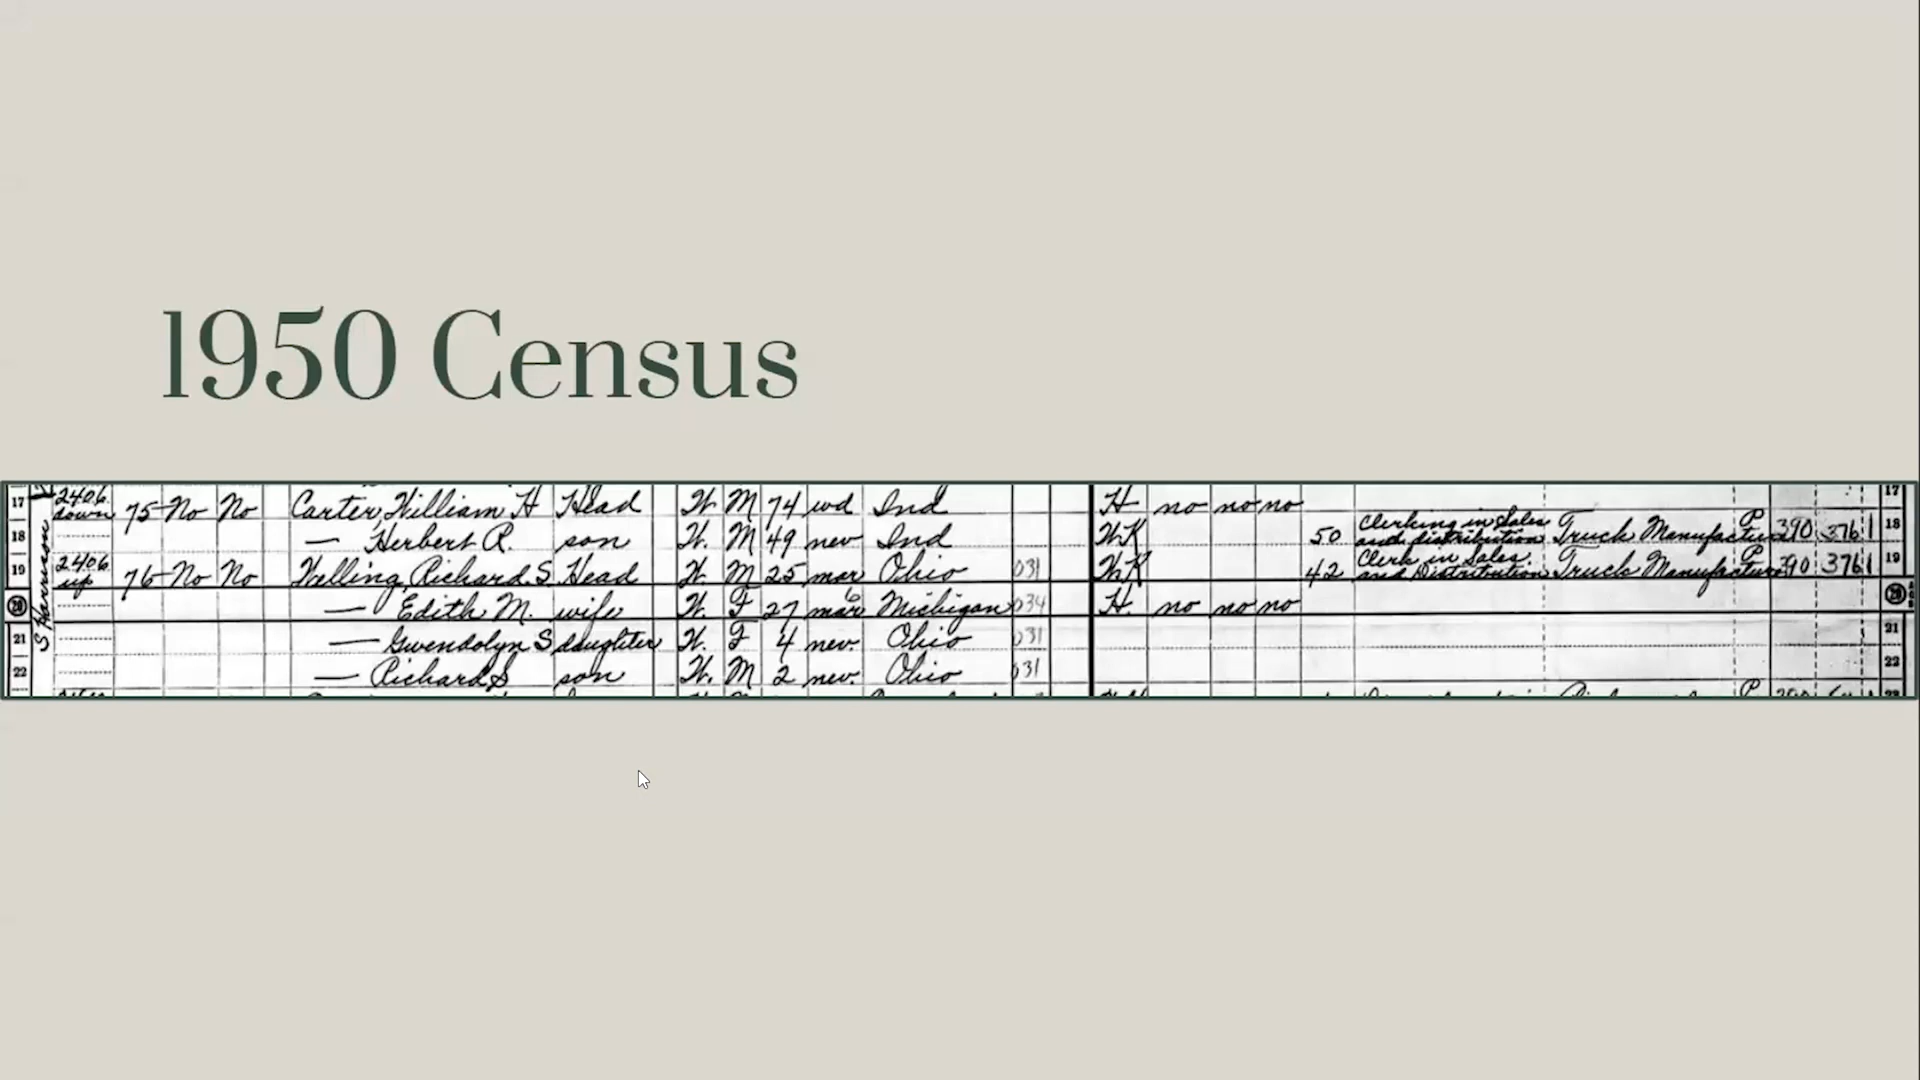 1950 Census
17 2406 down 75 No No Carter, William H Head W M 74 wd Ind H no no no 17
18 — Herbert R. son W. M 49 nev Ind WK 50 Clerking in Sales and distribution Truck Manufacture P 390 376 1 18
19 2406 up 76 No No Welling Richard S Head W. M 25 mar Ohio 031 WK 42 Clerk in Sales and Distribution Truck Manufacture P 390 376 1 19
20 — Edith M. wife W. F 27 mar Michigan 034 H. no no no 20
21 — Gwendolyn S daughter W. F 4 nev. Ohio 031 21
22 — Richard S son W. M 2 nev. Ohio 031 22
S Harrison